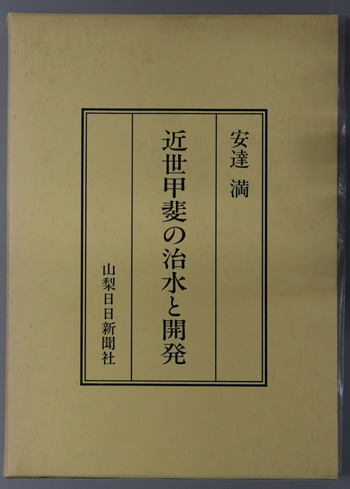 安達 満
近世甲斐の治水と開発
山梨日日新聞社